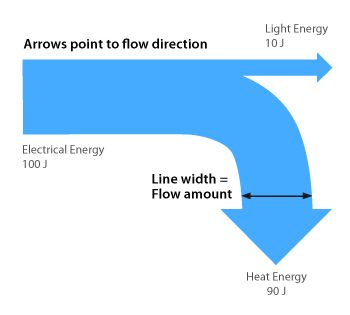 Light Energy
10 J
Arrows point to flow direction
Electrical Energy
100 J
Line width =
Flow amount
Heat Energy
90 J